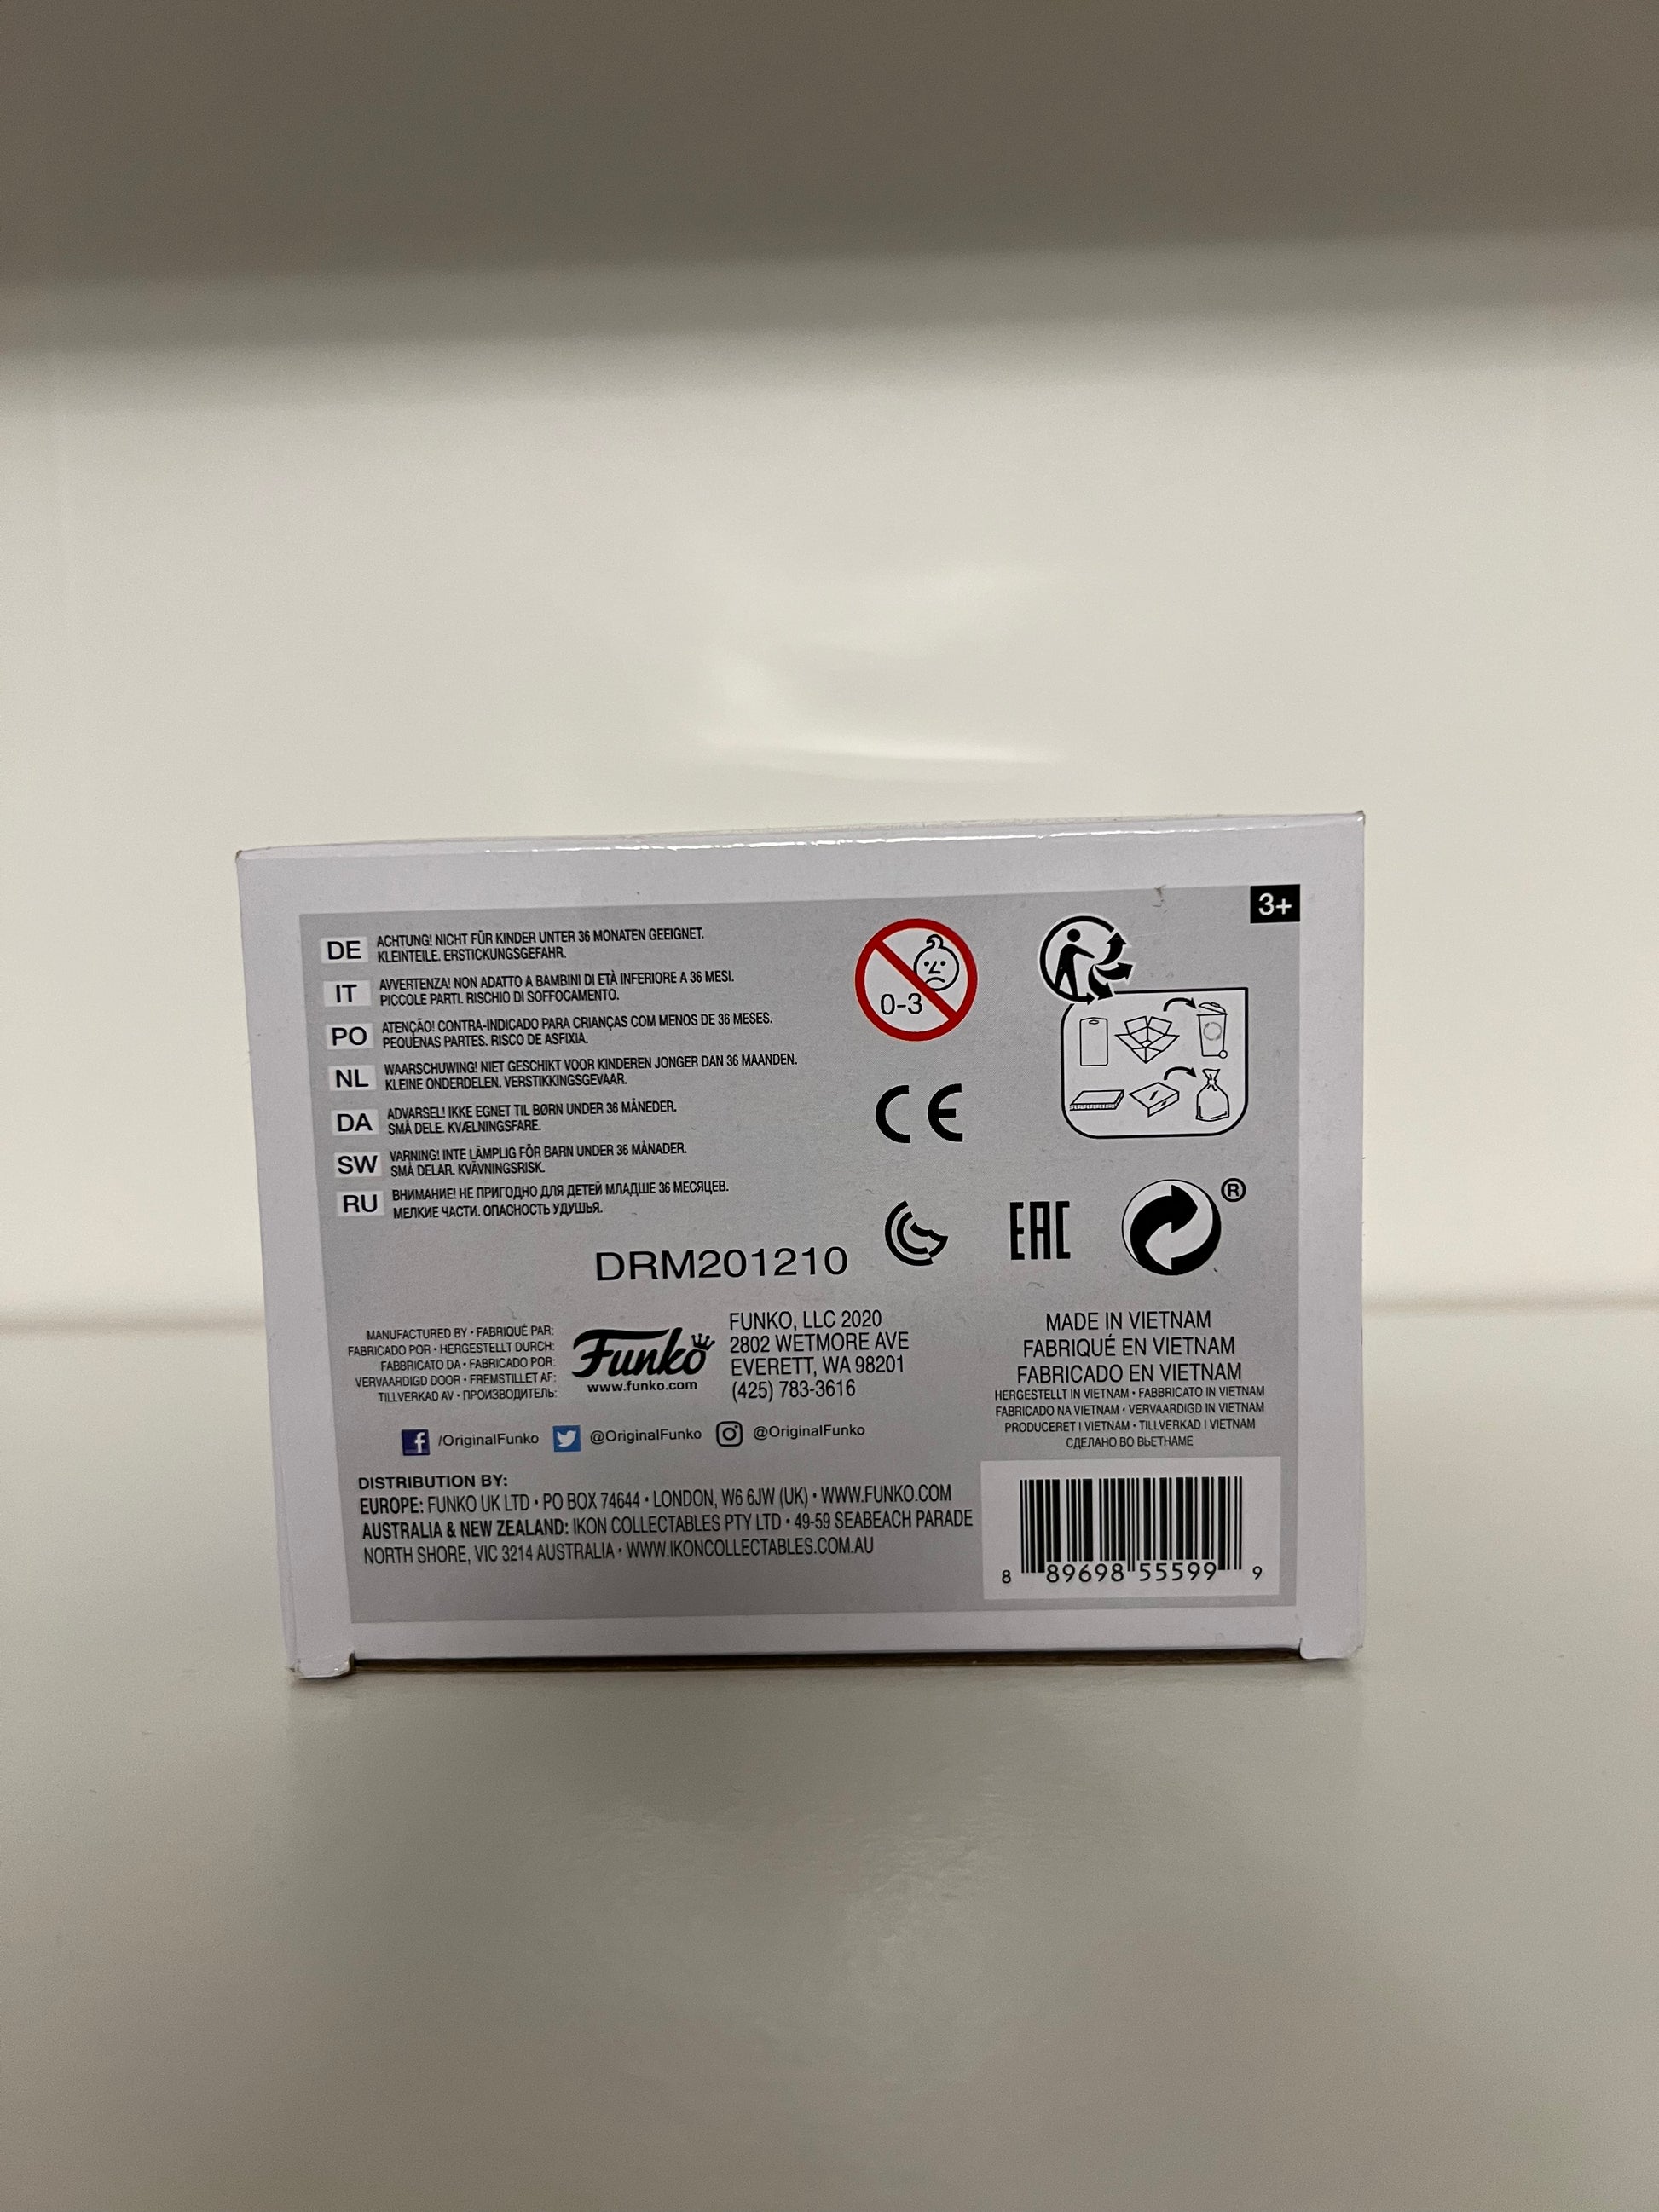 3+
DE ACHTUNG! NICHT FÜR KINDER UNTER 36 MONATEN GEEIGNET.
KLEINTEILE. ERSTICKUNGSGEFAHR.
IT AVVERTENZA! NON ADATTO A BAMBINI DI ETÀ INFERIORE A 36 MESI.
PICCOLE PARTI. RISCHIO DI SOFFOCAMENTO.
PO ATENÇÃO! CONTRA-INDICADO PARA CRIANÇAS COM MENOS DE 36 MESES.
PEQUENAS PARTES. RISCO DE ASFIXIA.
NL WAARSCHUWING! NIET GESCHIKT VOOR KINDEREN JONGER DAN 36 MAANDEN.
KLEINE ONDERDELEN. VERSTIKKINGSGEVAAR.
DA ADVARSEL! IKKE EGNET TIL BØRN UNDER 36 MÅNEDER.
SMÅ DELE. KVÆLNINGSFARE.
SW VARNING! INTE LÄMPLIG FÖR BARN UNDER 36 MÅNADER.
SMÅ DELAR. KVÄVNINGSRISK.
RU ВНИМАНИЕ! НЕ ПРИГОДНО ДЛЯ ДЕТЕЙ МЛАДШЕ 36 МЕСЯЦЕВ.
МЕЛКИЕ ЧАСТИ. ОПАСНОСТЬ УДУШЬЯ.
0-3
CE
EAC
®
DRM201210
MANUFACTURED BY • FABRIQUÉ PAR:
FABRICADO POR • HERGESTELLT DURCH:
FABBRICATO DA • FABRICADO POR:
VERVAARDIGD DOOR • FREMSTILLET AF:
TILLVERKAD AV • ПРОИЗВОДИТЕЛЬ:
Funko
www.funko.com
FUNKO, LLC 2020
2802 WETMORE AVE
EVERETT, WA 98201
(425) 783-3616
MADE IN VIETNAM
FABRIQUÉ EN VIETNAM
FABRICADO EN VIETNAM
HERGESTELLT IN VIETNAM • FABBRICATO IN VIETNAM
FABRICADO NA VIETNAM • VERVAARDIGD IN VIETNAM
PRODUCERET I VIETNAM • TILLVERKAD I VIETNAM
СДЕЛАНО ВО ВЬЕТНАМЕ
/OriginalFunko @OriginalFunko @OriginalFunko
DISTRIBUTION BY:
EUROPE: FUNKO UK LTD • PO BOX 74644 • LONDON, W6 6JW (UK) • WWW.FUNKO.COM
AUSTRALIA & NEW ZEALAND: IKON COLLECTABLES PTY LTD • 49-59 SEABEACH PARADE
NORTH SHORE, VIC 3214 AUSTRALIA • WWW.IKONCOLLECTABLES.COM.AU
8 89698 55599 9